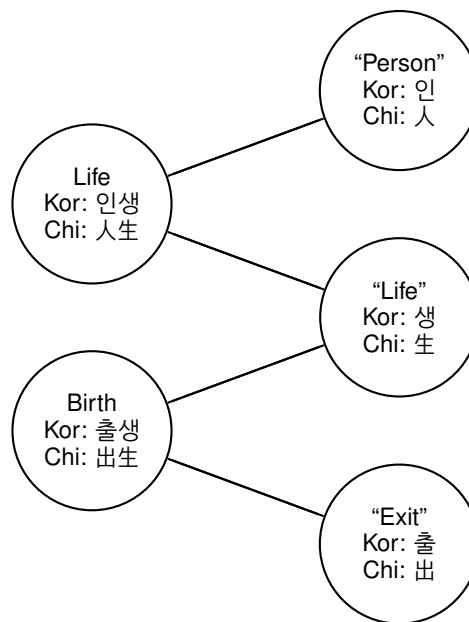 “Person”
Kor: 인
Chi: 人
Life
Kor: 인생
Chi: 人生
“Life”
Kor: 생
Chi: 生
Birth
Kor: 출생
Chi: 出生
“Exit”
Kor: 출
Chi: 出